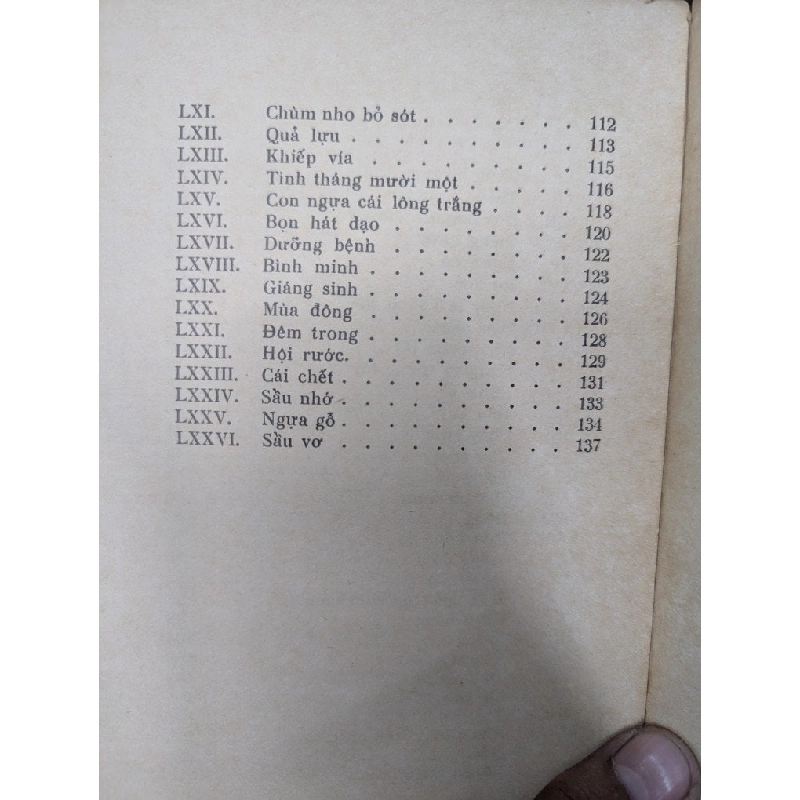 LXI. Chùm nho bỏ sót . . . . . . . 112
LXII. Quả lựu . . . . . . . . . 113
LXIII. Khiếp vía . . . . . . . . 115
LXIV. Tình tháng mười một . . . . . 116
LXV. Con ngựa cái lông trắng . . . . 118
LXVI. Bọn hát dạo . . . . . . . . 120
LXVII. Dưỡng bệnh . . . . . . . . 122
LXVIII. Bình minh . . . . . . . . . 123
LXIX. Giáng sinh . . . . . . . . . 124
LXX. Mùa đông . . . . . . . . . 126
LXXI. Đêm trong . . . . . . . . . 128
LXXII. Hội rước. . . . . . . . . . 129
LXXIII. Cái chết . . . . . . . . . . 131
LXXIV. Sầu nhớ . . . . . . . . . . 133
LXXV. Ngựa gỗ . . . . . . . . . . 134
LXXVI. Sầu vơ . . . . . . . . . . 137